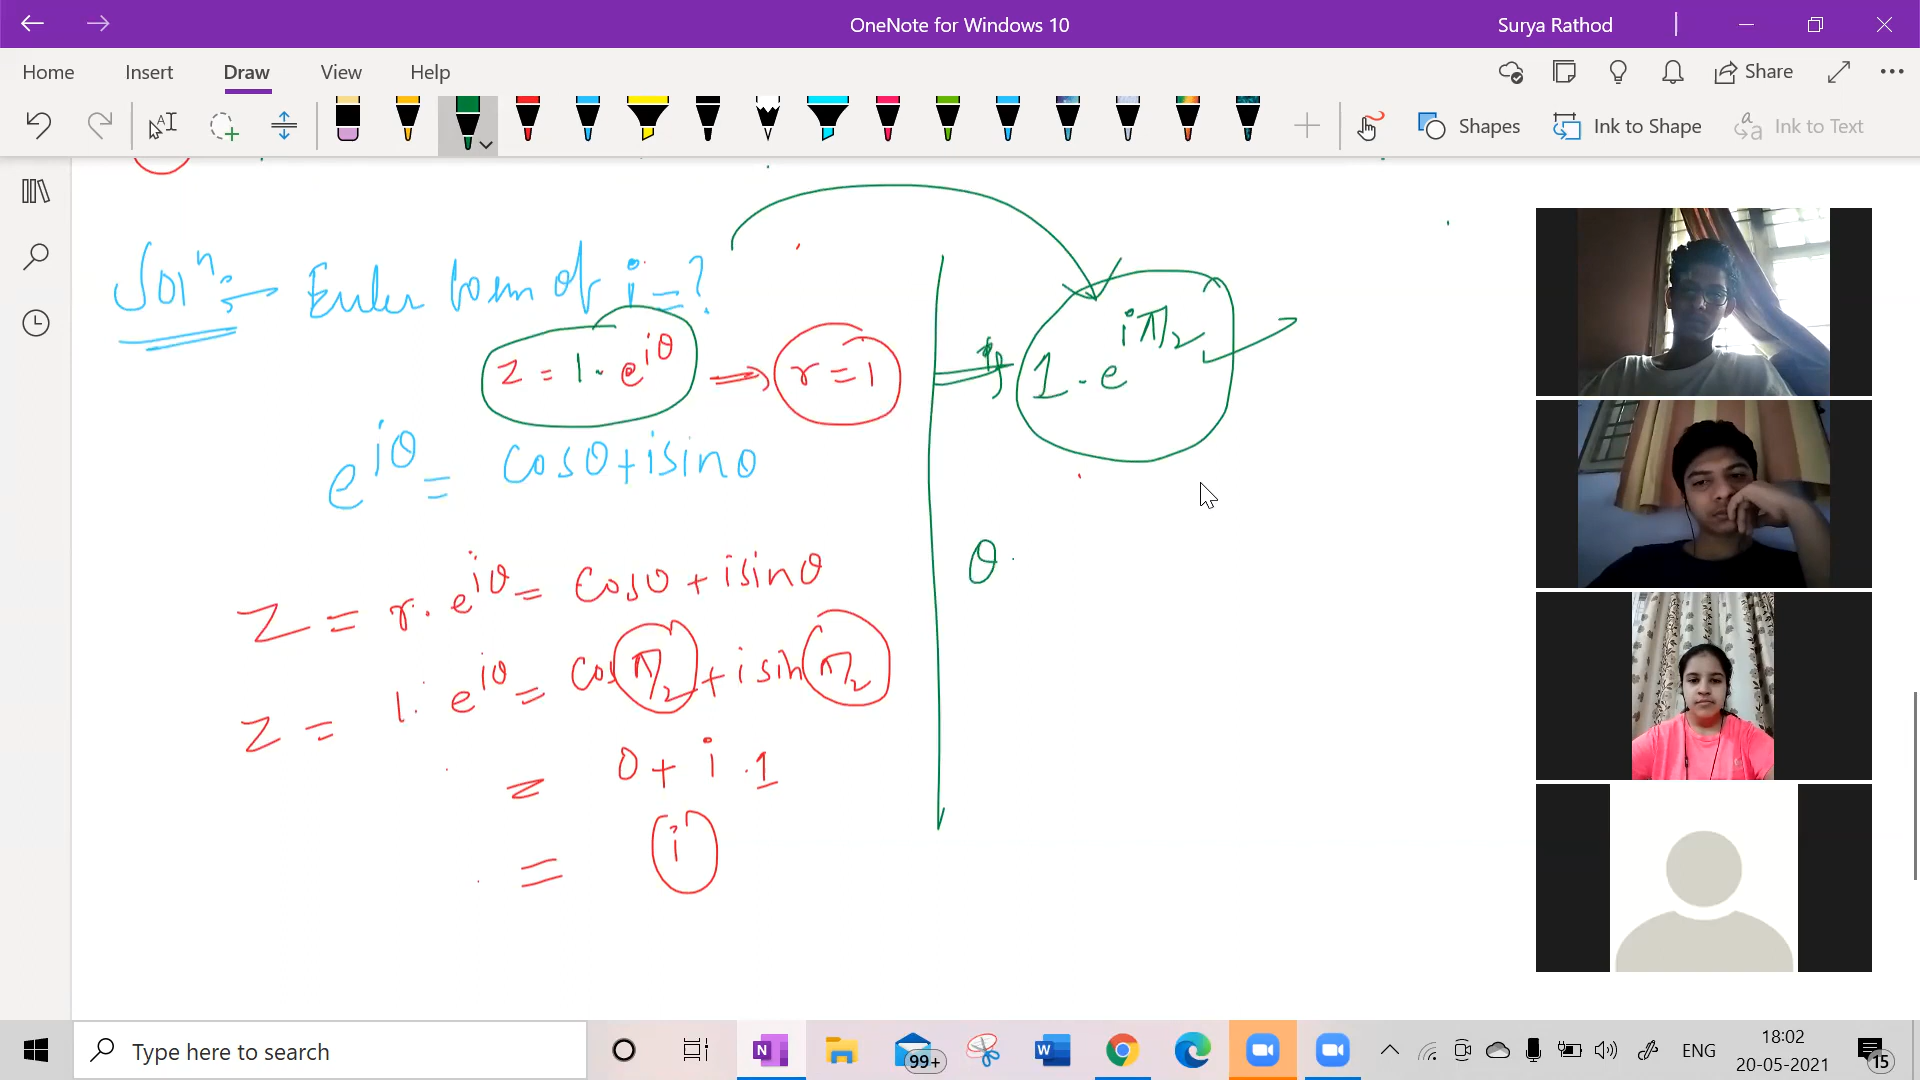 OneNote for Windows 10
Surya Rathod
Home Insert Draw View Help
Share
Shapes Ink to Shape Ink to Text
Solⁿ:→ Euler form of i = ?
z = 1 · e^iθ ⇒ r = 1
1 · e^iπ/2
e^iθ = cosθ+isinθ
θ
Z = r. e^iθ = cosθ + isinθ
Z = 1. e^iθ = cos π/2 + i sin π/2
= 0 + i .1
= i
Type here to search
99+
ENG
18:02
20-05-2021
15